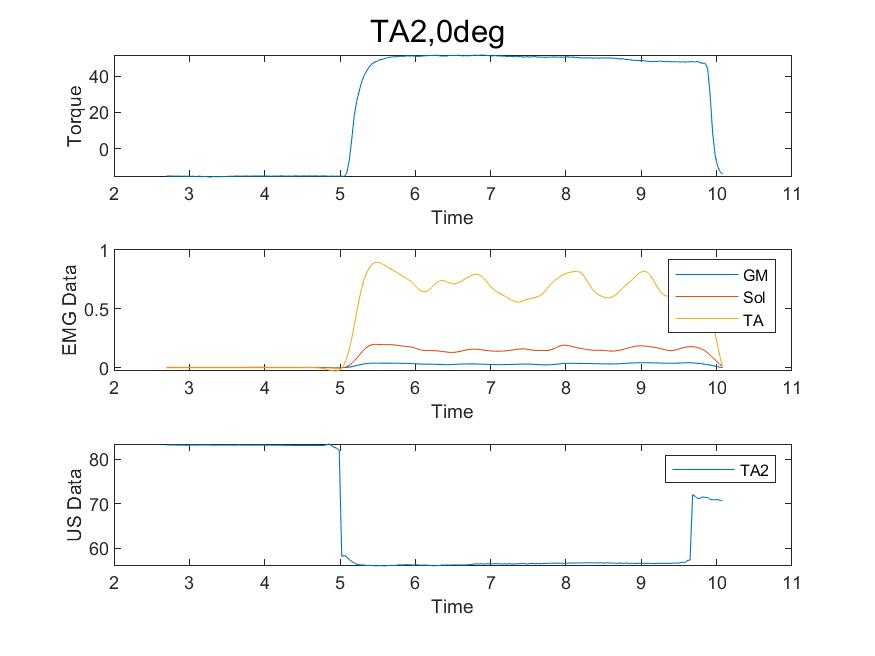 TA2,0deg
40
20
0
Torque
2 3 4 5 6 7 8 9 10 11
Time
1
0.5
0
EMG Data
GM
Sol
TA
2 3 4 5 6 7 8 9 10 11
Time
80
70
60
US Data
TA2
2 3 4 5 6 7 8 9 10 11
Time